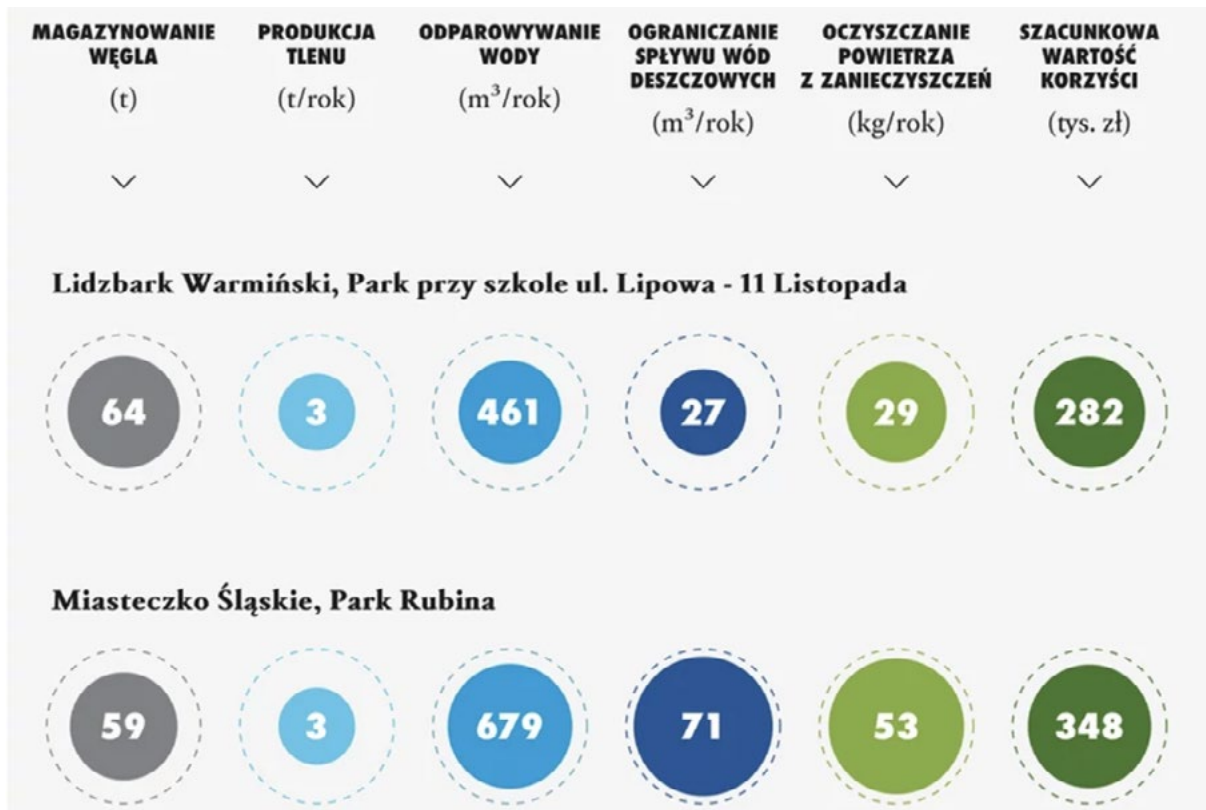 MAGAZYNOWANIE
WĘGLA
(t)
PRODUKCJA
TLENU
(t/rok)
ODPAROWYWANIE
WODY
(m³/rok)
OGRANICZANIE
SPŁYWU WÓD
DESZCZOWYCH
(m³/rok)
OCZYSZCZANIE
POWIETRZA
Z ZANIECZYSZCZEŃ
(kg/rok)
SZACUNKOWA
WARTOŚĆ
KORZYŚCI
(tys. zł)
Lidzbark Warmiński, Park przy szkole ul. Lipowa - 11 Listopada
64 3 461 27 29 282
Miasteczko Śląskie, Park Rubina
59 3 679 71 53 348